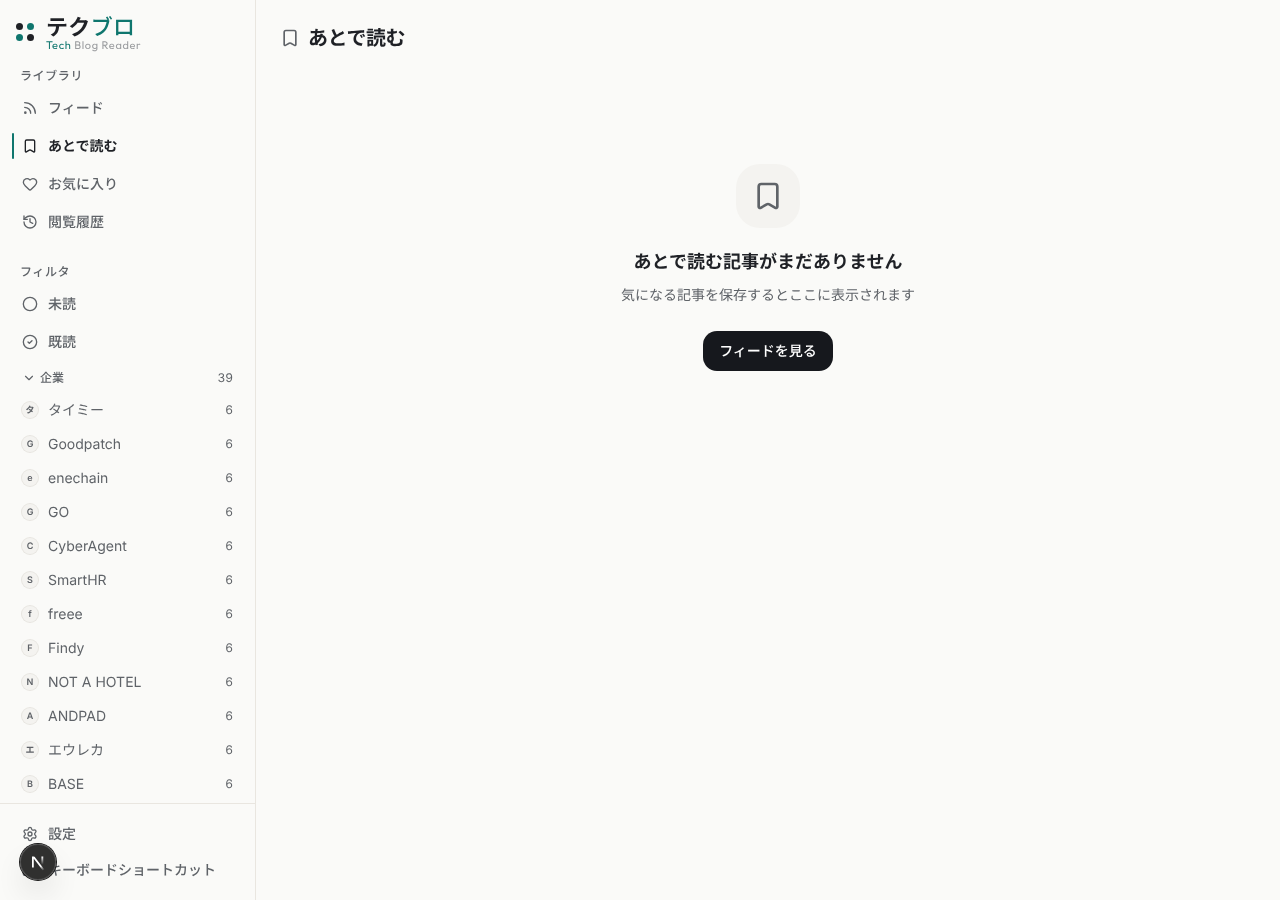 テクブロ
Tech Blog Reader
ライブラリ
フィード
あとで読む
お気に入り
閲覧履歴
フィルタ
未読
既読
企業 39
タ タイミー 6
G Goodpatch 6
e enechain 6
G GO 6
C CyberAgent 6
S SmartHR 6
f freee 6
F Findy 6
N NOT A HOTEL 6
A ANDPAD 6
エ エウレカ 6
B BASE 6
設定
N キーボードショートカット
あとで読む
あとで読む記事がまだありません
気になる記事を保存するとここに表示されます
フィードを見る